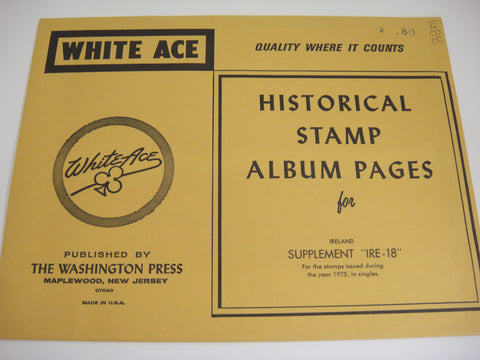 WHITE ACE
QUALITY WHERE IT COUNTS
$ .80
White Ace
PUBLISHED BY
THE WASHINGTON PRESS
MAPLEWOOD, NEW JERSEY
07040
MADE IN U.S.A.
HISTORICAL
STAMP
ALBUM PAGES
for
IRELAND
SUPPLEMENT "IRE-18"
For the stamps issued during
the year 1975, in singles.